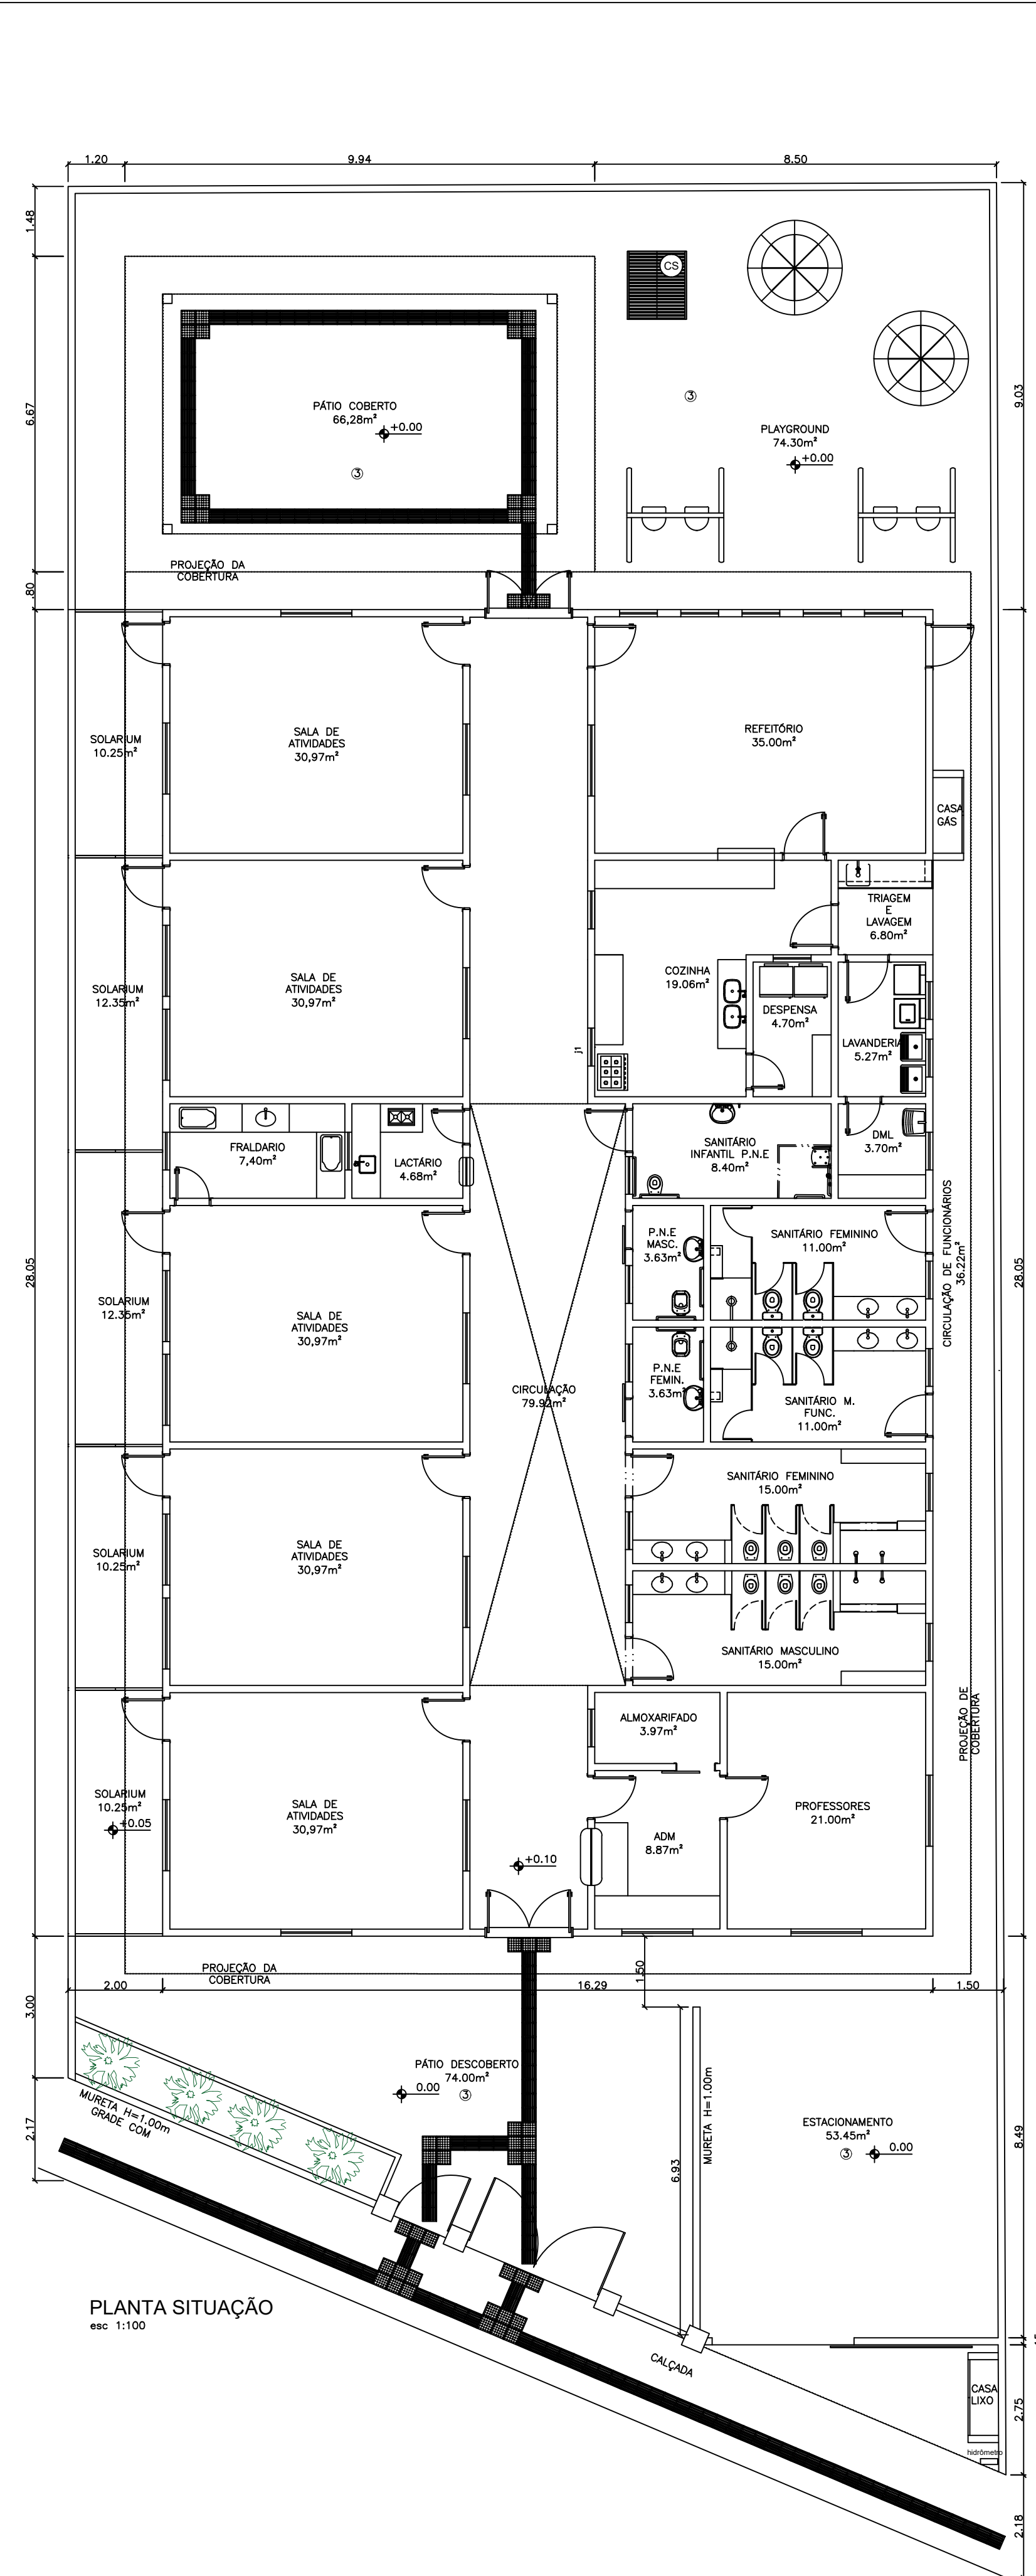 1.20
9.94
8.50
1.48
CS
6.67
PÁTIO COBERTO
66,28m²
+0.00
3
3
9.03
PLAYGROUND
74.30m²
+0.00
PROJEÇÃO DA
COBERTURA
.80
SOLARIUM
10.25m²
SALA DE
ATIVIDADES
30,97m²
REFEITÓRIO
35.00m²
CASA
GÁS
TRIAGEM
E
LAVAGEM
6.80m²
SOLARIUM
12.35m²
SALA DE
ATIVIDADES
30,97m²
COZINHA
19.06m²
DESPENSA
4.70m²
j1
LAVANDERIA
5.27m²
FRALDARIO
7,40m²
LACTÁRIO
4.68m²
SANITÁRIO
INFANTIL P.N.E
8.40m²
DML
3.70m²
28.05
SOLARIUM
12.35m²
SALA DE
ATIVIDADES
30,97m²
P.N.E
MASC.
3.63m²
SANITÁRIO FEMININO
11.00m²
CIRCULAÇÃO DE FUNCIONÁRIOS
36.22m²
28.05
CIRCULAÇÃO
79.92m²
P.N.E
FEMIN.
3.63m²
SANITÁRIO M.
FUNC.
11.00m²
SOLARIUM
10.25m²
SALA DE
ATIVIDADES
30,97m²
SANITÁRIO FEMININO
15.00m²
SANITÁRIO MASCULINO
15.00m²
PROJEÇÃO DE
COBERTURA
ALMOXARIFADO
3.97m²
SOLARIUM
10.25m²
+0.05
SALA DE
ATIVIDADES
30,97m²
PROFESSORES
21.00m²
ADM
8.87m²
+0.10
PROJEÇÃO DA
COBERTURA
2.00
16.29
1.50
1.50
3.00
PÁTIO DESCOBERTO
74.00m²
0.00
3
MURETA H=1.00m
GRADE COM
2.17
6.93
MURETA H=1.00m
ESTACIONAMENTO
53.45m²
3
0.00
8.49
PLANTA SITUAÇÃO
esc 1:100
CALÇADA
CASA
LIXO
2.75
hidrômetro
2.18